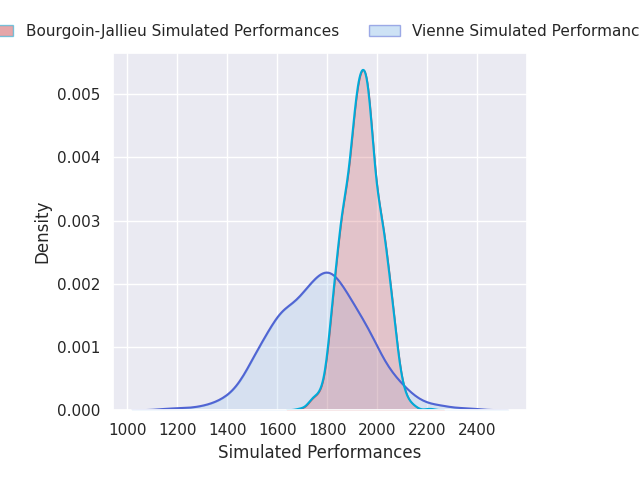 Bourgoin-Jallieu Simulated Performances
Vienne Simulated Performanc
0.005
0.004
0.003
0.002
0.001
0.000
Density
1000 1200 1400 1600 1800 2000 2200 2400
Simulated Performances